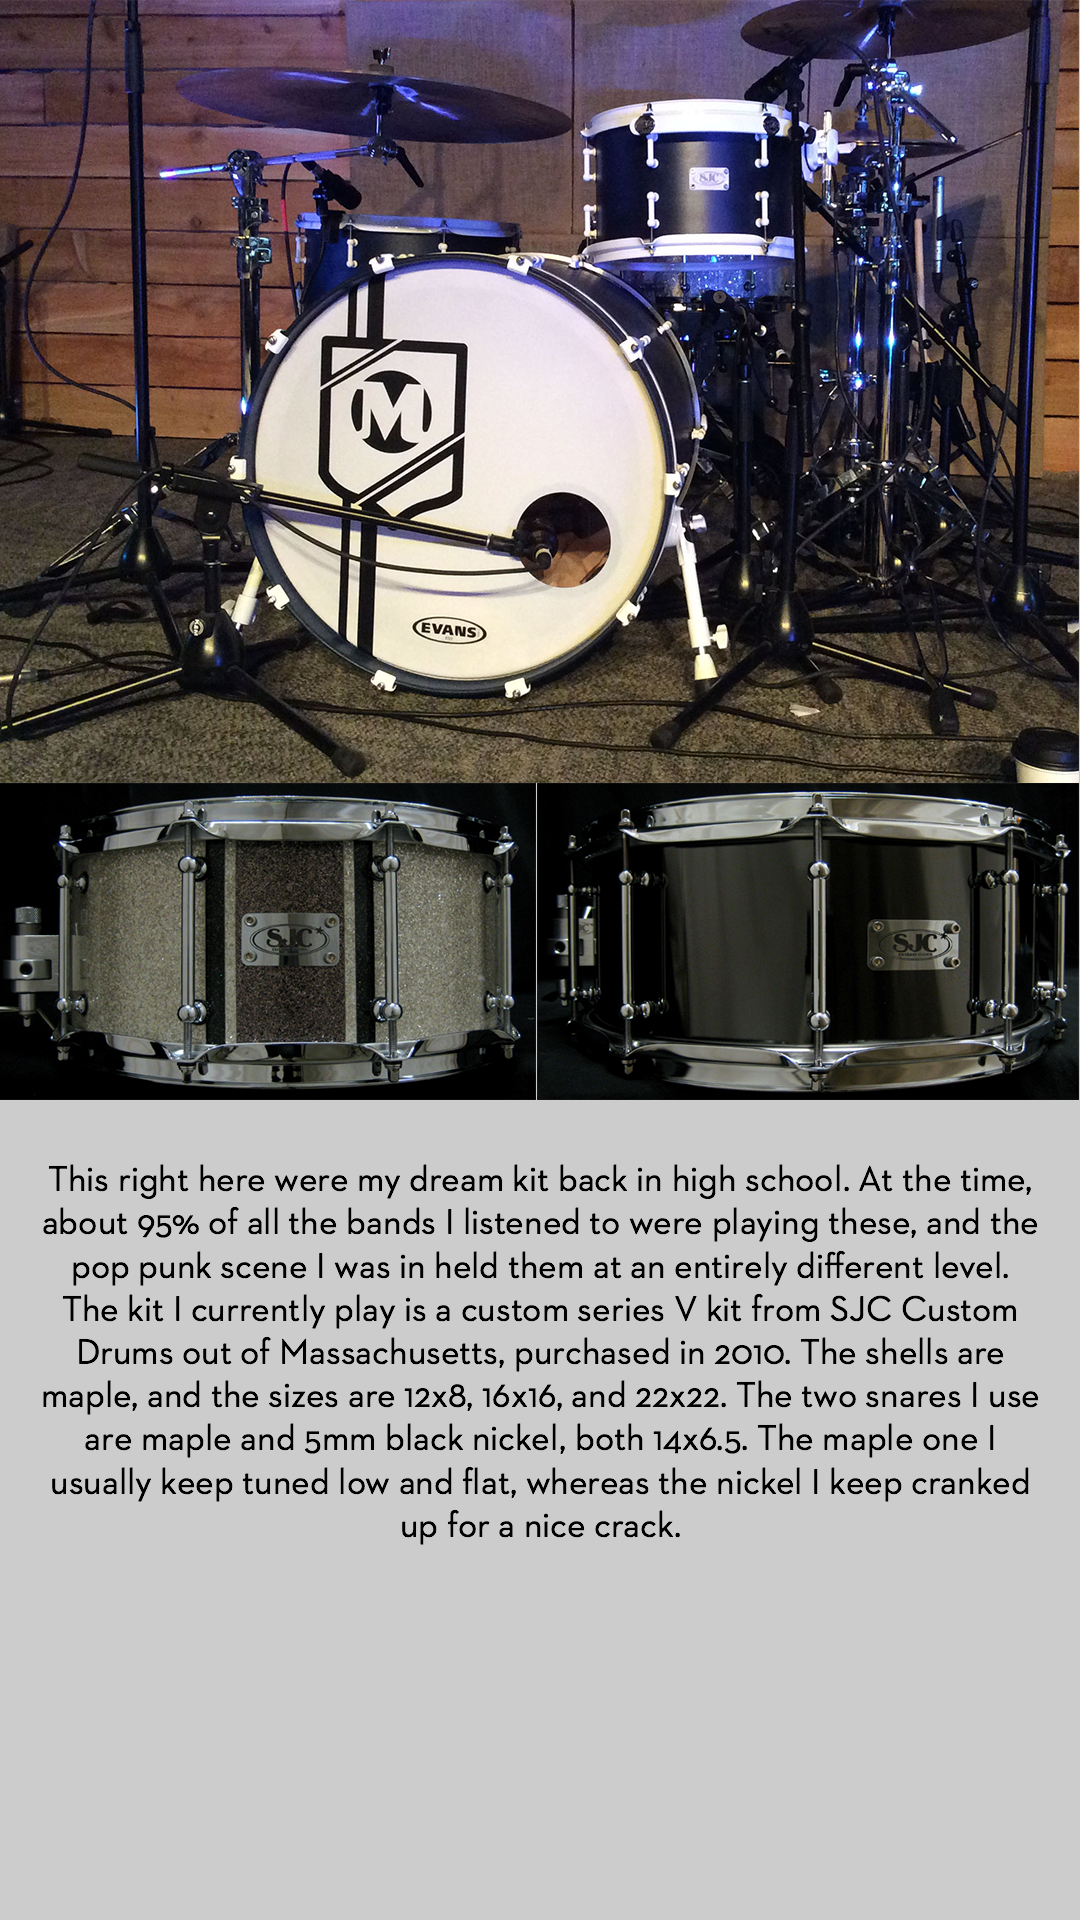 SJC
M
EVANS
SJC
SJC
This right here were my dream kit back in high school. At the time,
about 95% of all the bands I listened to were playing these, and the
pop punk scene I was in held them at an entirely different level.
The kit I currently play is a custom series V kit from SJC Custom
Drums out of Massachusetts, purchased in 2010. The shells are
maple, and the sizes are 12x8, 16x16, and 22x22. The two snares I use
are maple and 5mm black nickel, both 14x6.5. The maple one I
usually keep tuned low and flat, whereas the nickel I keep cranked
up for a nice crack.